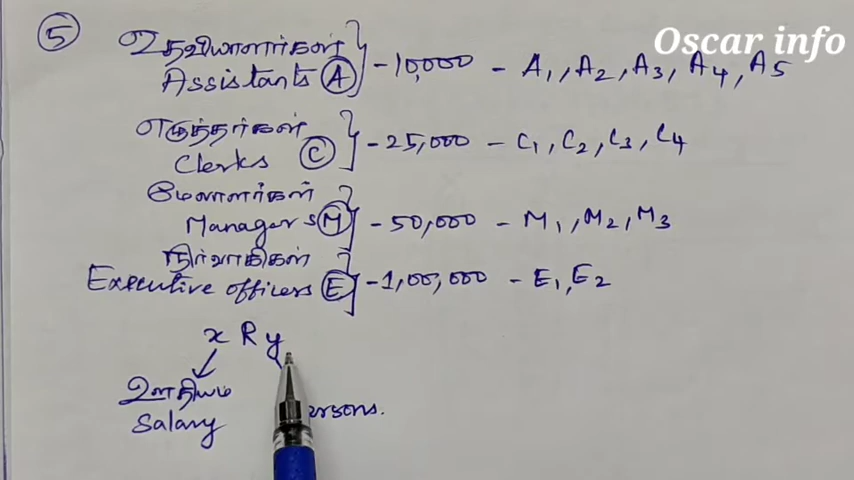 Oscar info
⑤ உதவியாளர்கள்
Assistants Ⓐ } - 10,000 - A1, A2, A3, A4, A5
எழுத்தர்கள்
Clerks Ⓒ } - 25,000 - C1, C2, C3, C4
மேலாளர்கள்
Managers Ⓜ } - 50,000 - M1, M2, M3
நிர்வாகிகள்
Executive officers Ⓔ } - 1,00,000 - E1, E2
x R y
ஊதியம்
Salary